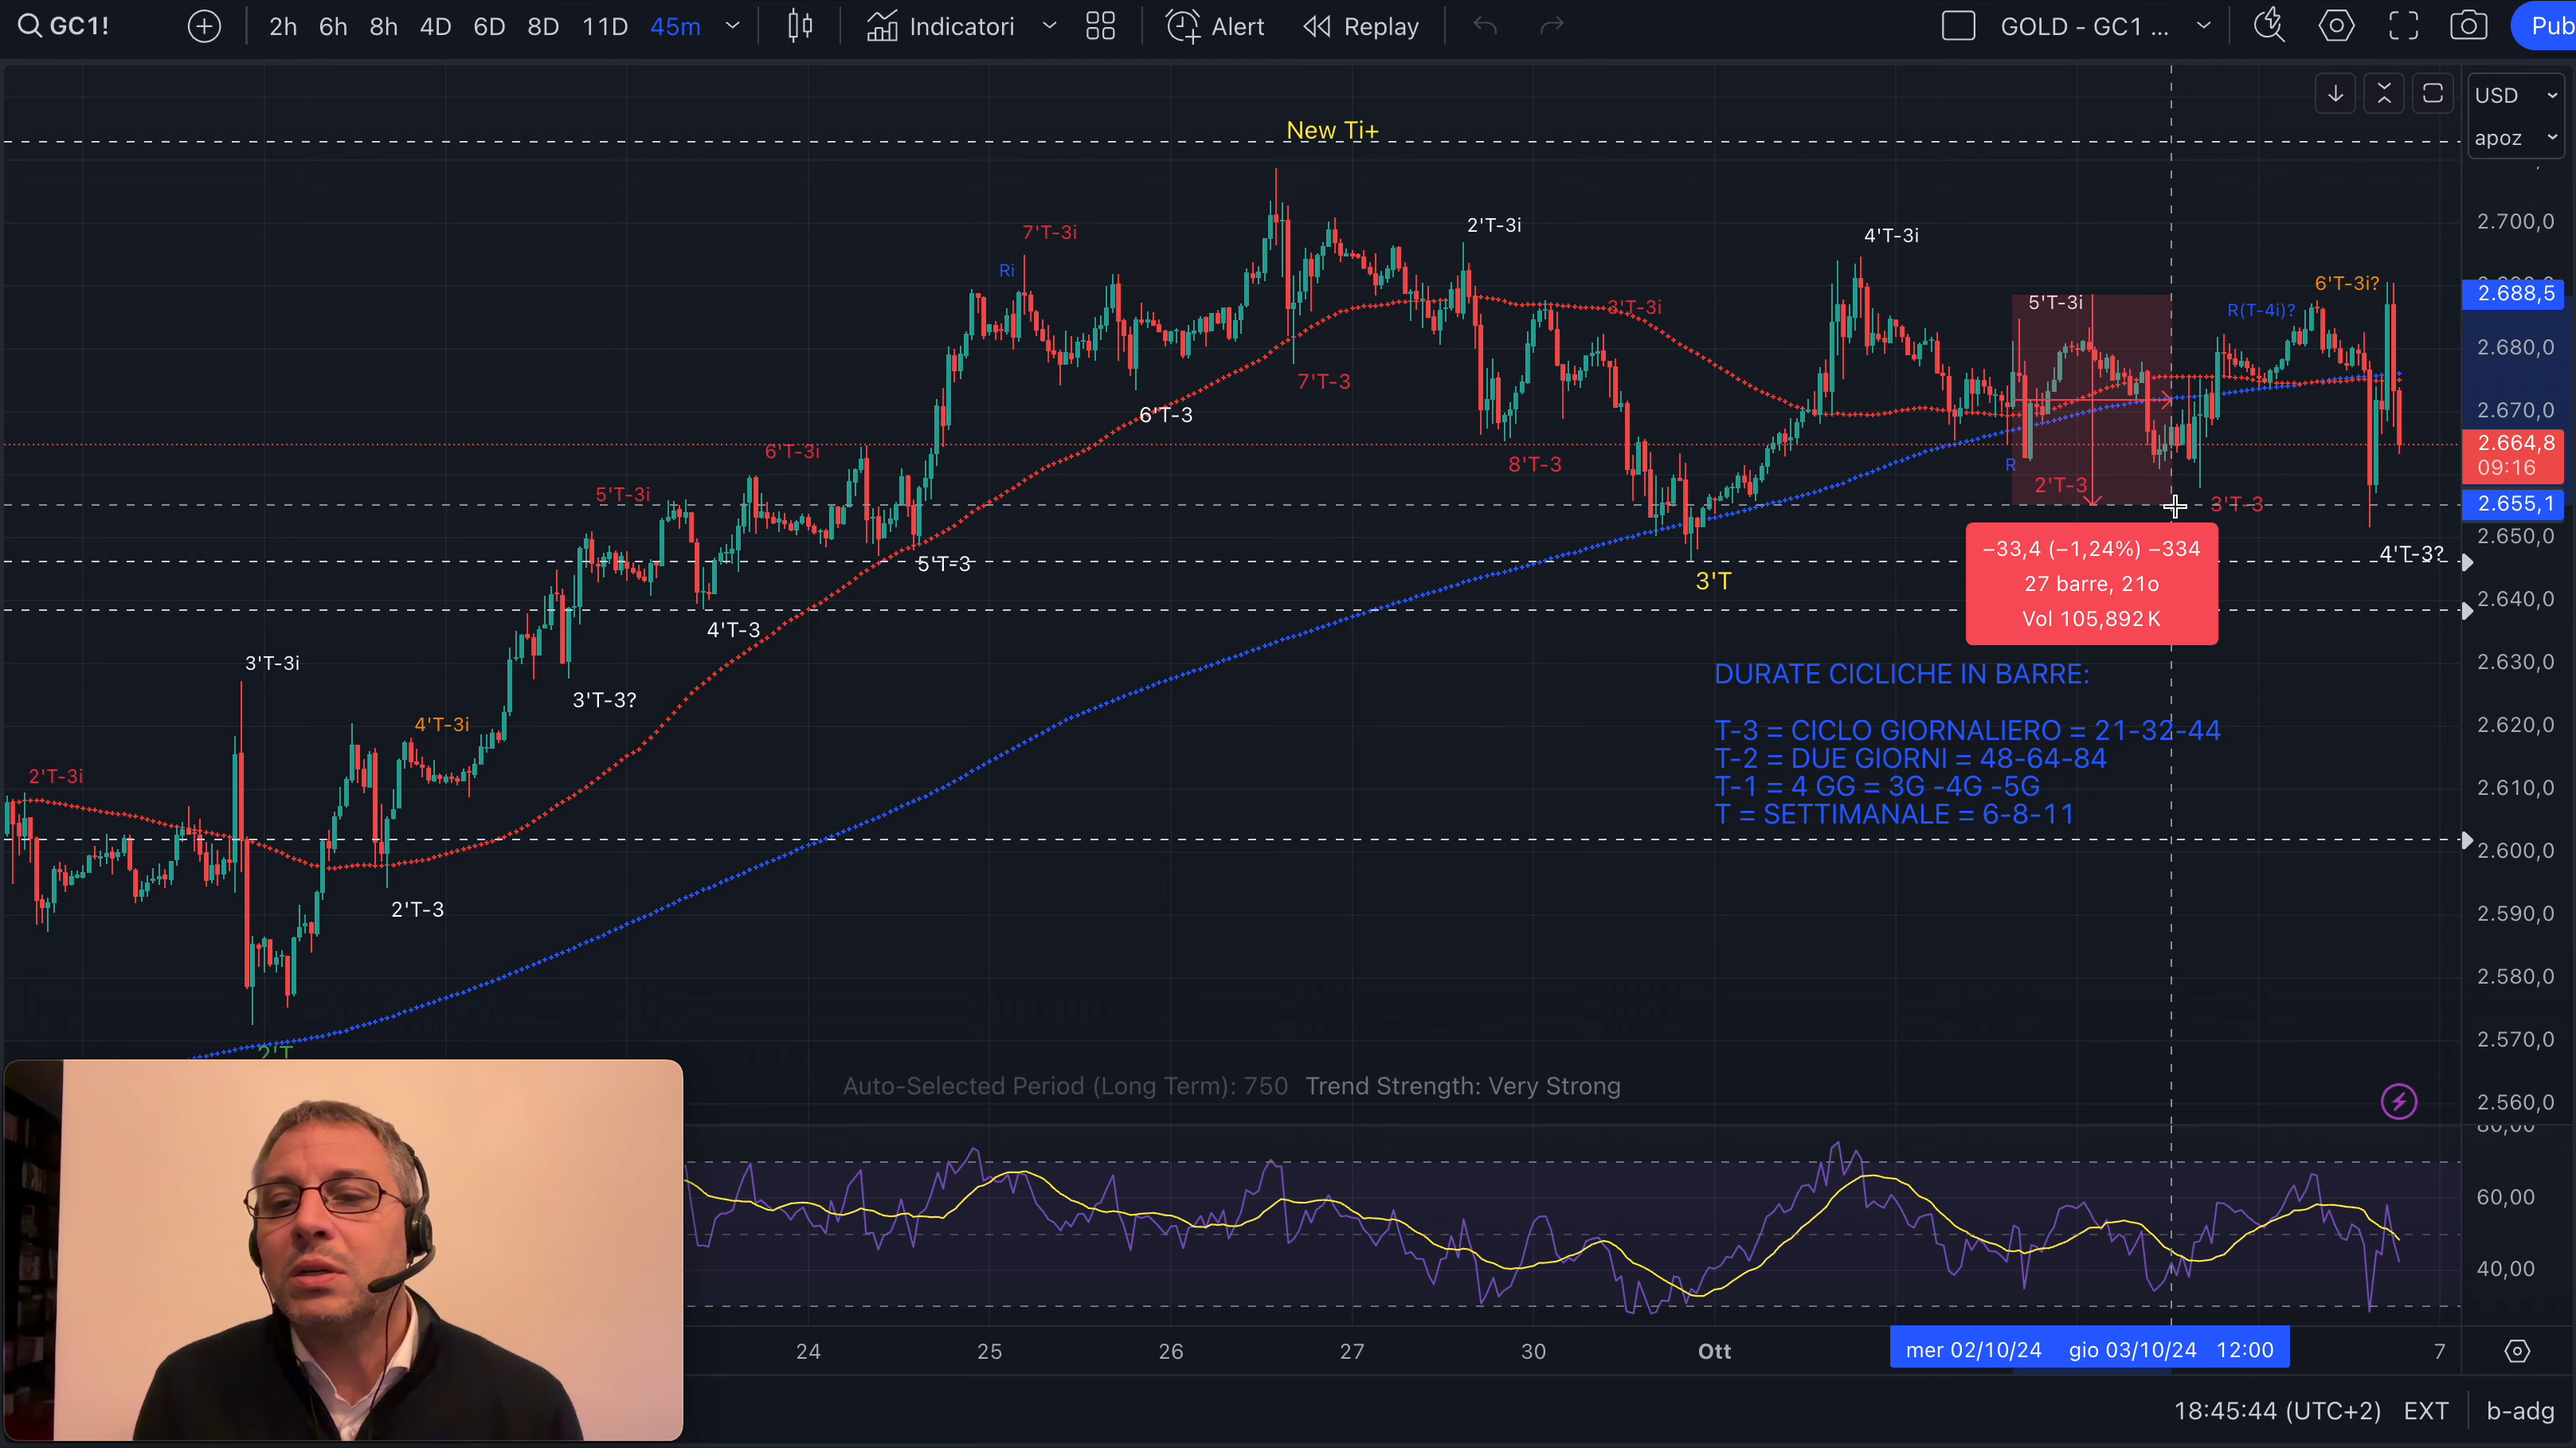 GC1!
2h 6h 8h 4D 6D 8D 11D 45m
Indicatori
Alert
Replay
GOLD - GC1 ...
Pub
USD
apoz
New Ti+
2'T-3i
3'T-3i
4'T-3i
2'T-3
2'T
3'T-3?
5'T-3i
6'T-3i
4'T-3
5'T-3
Ri
7'T-3i
6'T-3
7'T-3
2'T-3i
3'T-3i
8'T-3
3'T
4'T-3i
5'T-3i
R
2'T-3
3'T-3
R(T-4i)?
6'T-3i?
4'T-3?
−33,4 (−1,24%) −334
27 barre, 21o
Vol 105,892 K
DURATE CICLICHE IN BARRE:
T-3 = CICLO GIORNALIERO = 21-32-44
T-2 = DUE GIORNI = 48-64-84
T-1 = 4 GG = 3G -4G -5G
T = SETTIMANALE = 6-8-11
Auto-Selected Period (Long Term): 750 Trend Strength: Very Strong
2.700,0
2.688,5
2.680,0
2.670,0
2.664,8
09:16
2.655,1
2.650,0
2.640,0
2.630,0
2.620,0
2.610,0
2.600,0
2.590,0
2.580,0
2.570,0
2.560,0
80,00
60,00
40,00
24 25 26 27 30 Ott
mer 02/10/24 gio 03/10/24 12:00
7
18:45:44 (UTC+2) EXT b-adg